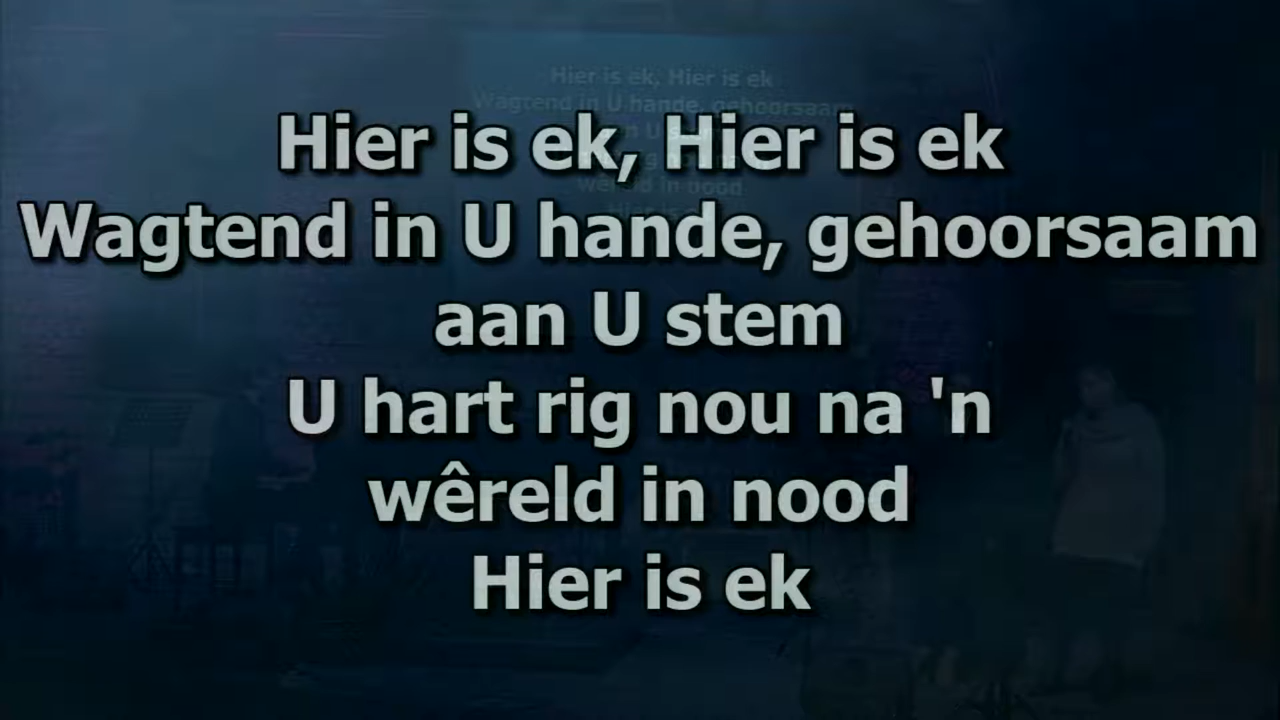 Hier is ek, Hier is ek
Wagtend in U hande, gehoorsaam
aan U stem
U hart rig nou na 'n
wêreld in nood
Hier is ek